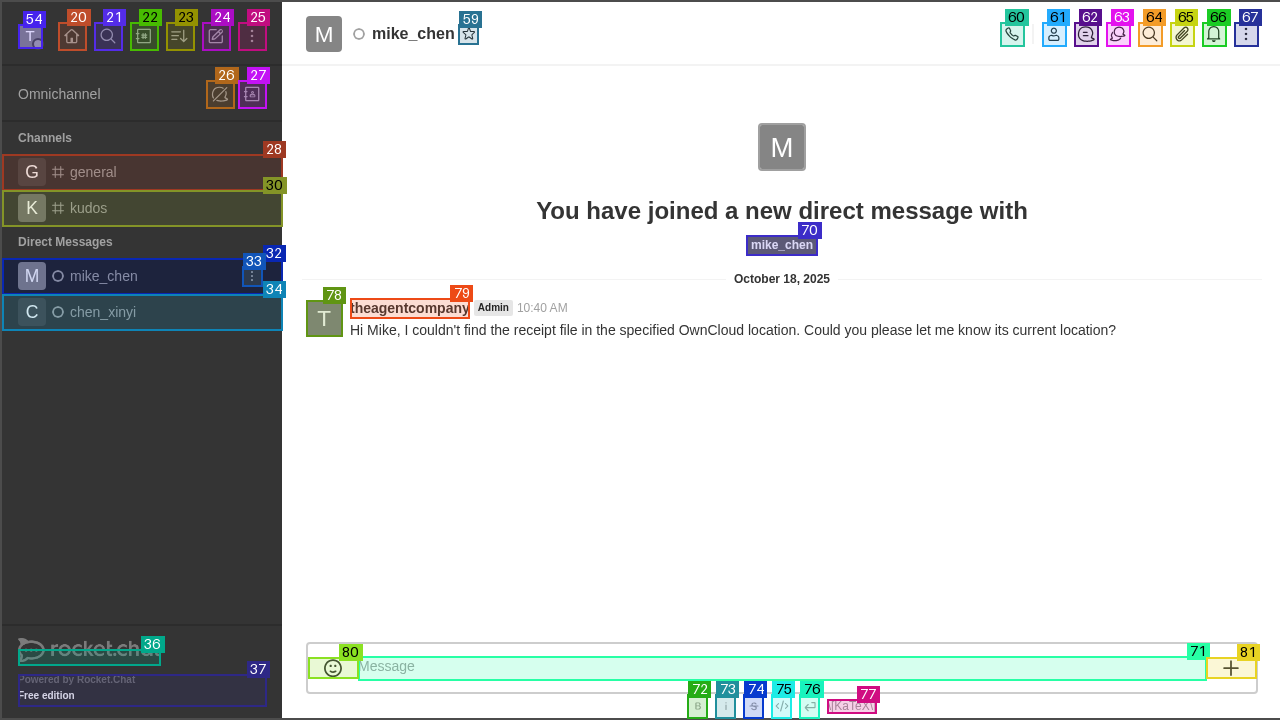 54
20
21
22
23
24
25
T
M
mike_chen
59
60
61
62
63
64
65
66
67
Omnichannel
26
27
Channels
28
G general
30
K kudos
Direct Messages
32
33
M mike_chen
34
C chen_xinyi
M
You have joined a new direct message with
70
mike_chen
October 18, 2025
78
79
T
theagentcompany Admin 10:40 AM
Hi Mike, I couldn't find the receipt file in the specified OwnCloud location. Could you please let me know its current location?
36
rocket.chat
37
Powered by Rocket.Chat
Free edition
80
71
81
Message
72
73
74
75
76
77
B
i
S
</>
\(KaTeX\)